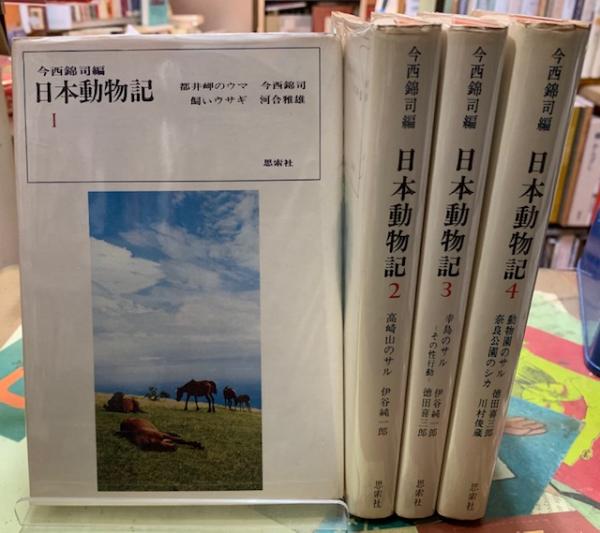 今西錦司編
日本動物記
1
都井岬のウマ 今西錦司
飼いウサギ 河合雅雄
思索社
今西錦司編
日本動物記
2
高崎山のサル 伊谷純一郎
思索社
今西錦司編
日本動物記
3
幸島のサル
－その性行動－
伊谷純一郎
徳田喜三郎
思索社
今西錦司編
日本動物記
4
動物園のサル 徳田喜三郎
奈良公園のシカ 川村俊蔵
思索社